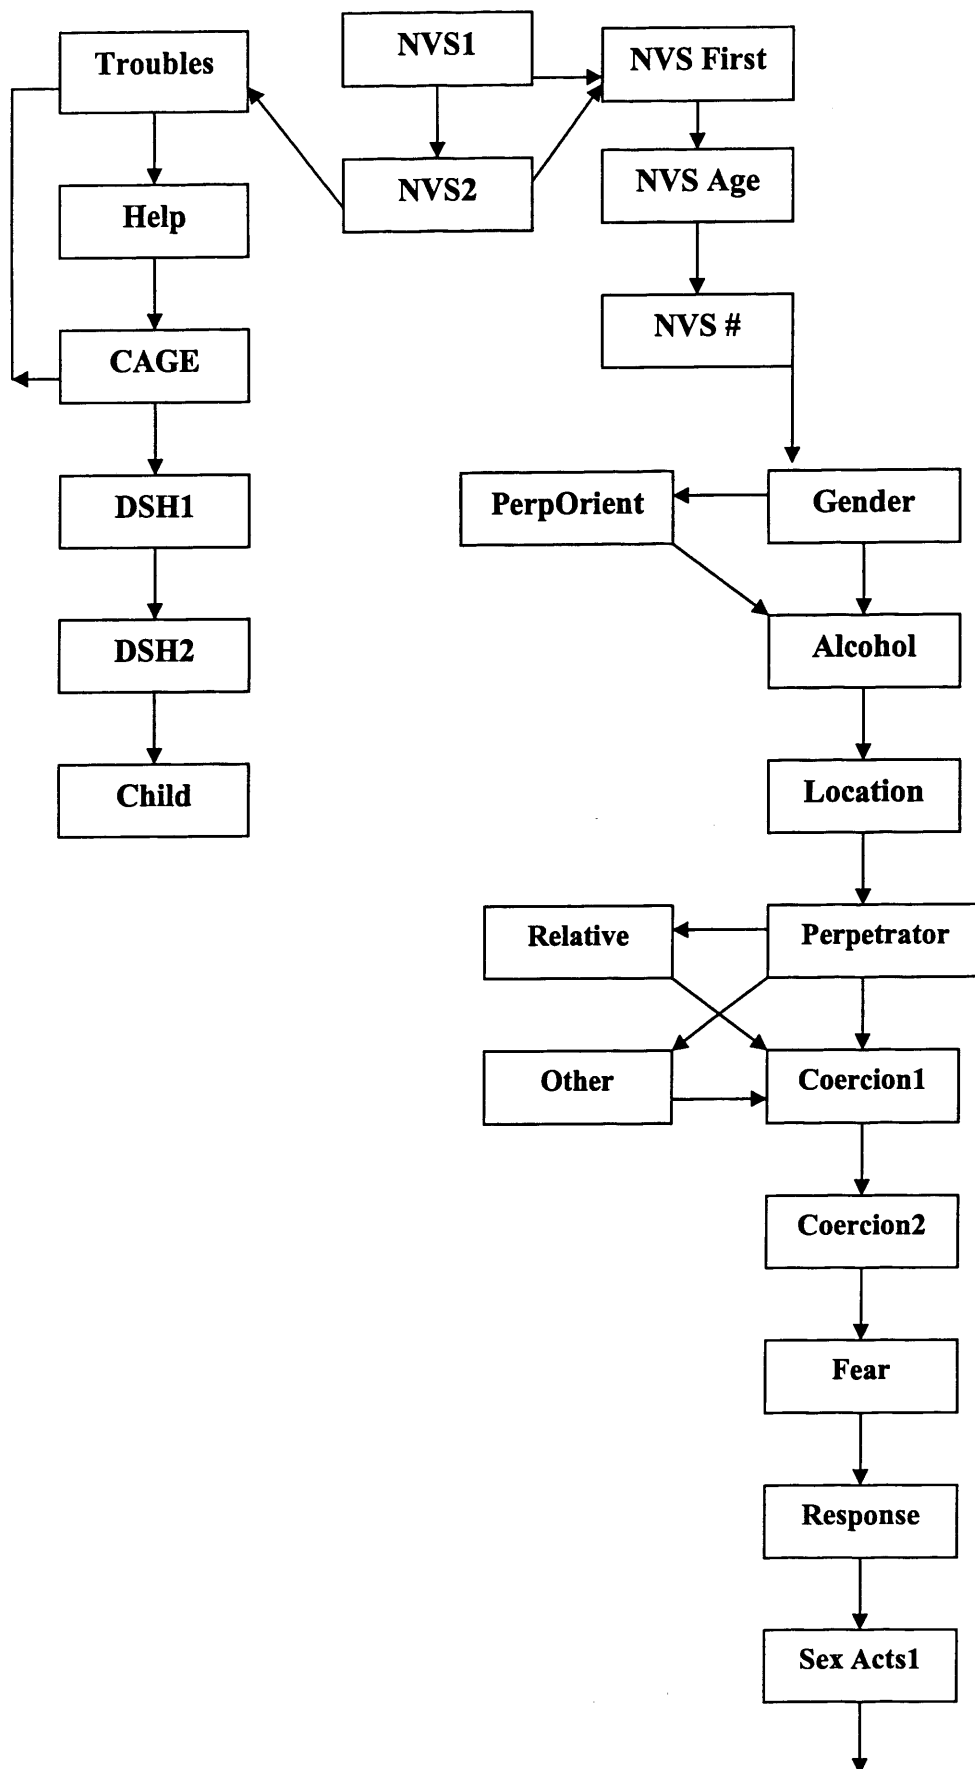 Troubles
NVS1
NVS First
NVS2
NVS Age
Help
NVS #
CAGE
DSH1
PerpOrient
Gender
DSH2
Alcohol
Child
Location
Relative
Perpetrator
Other
Coercion1
Coercion2
Fear
Response
Sex Acts1